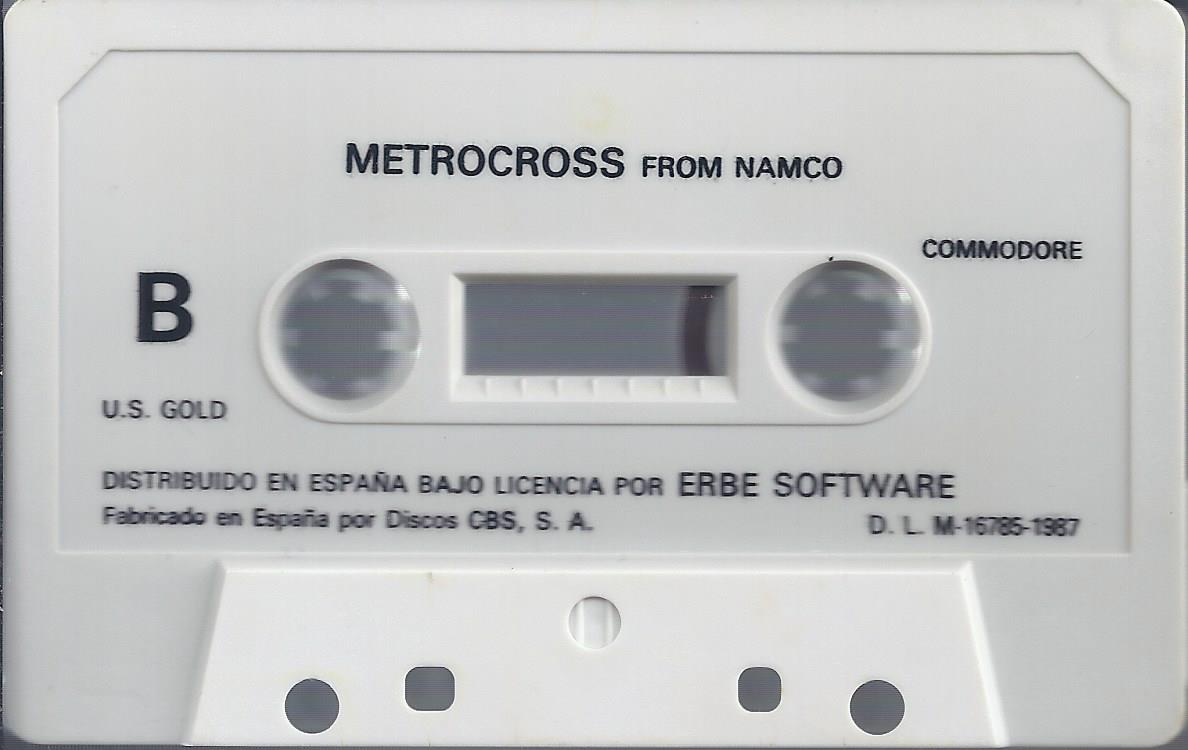 METROCROSS FROM NAMCO
COMMODORE
B
U.S. GOLD
DISTRIBUIDO EN ESPAÑA BAJO LICENCIA POR ERBE SOFTWARE
Fabricado en España por Discos CBS, S. A.
D. L. M-16785-1987